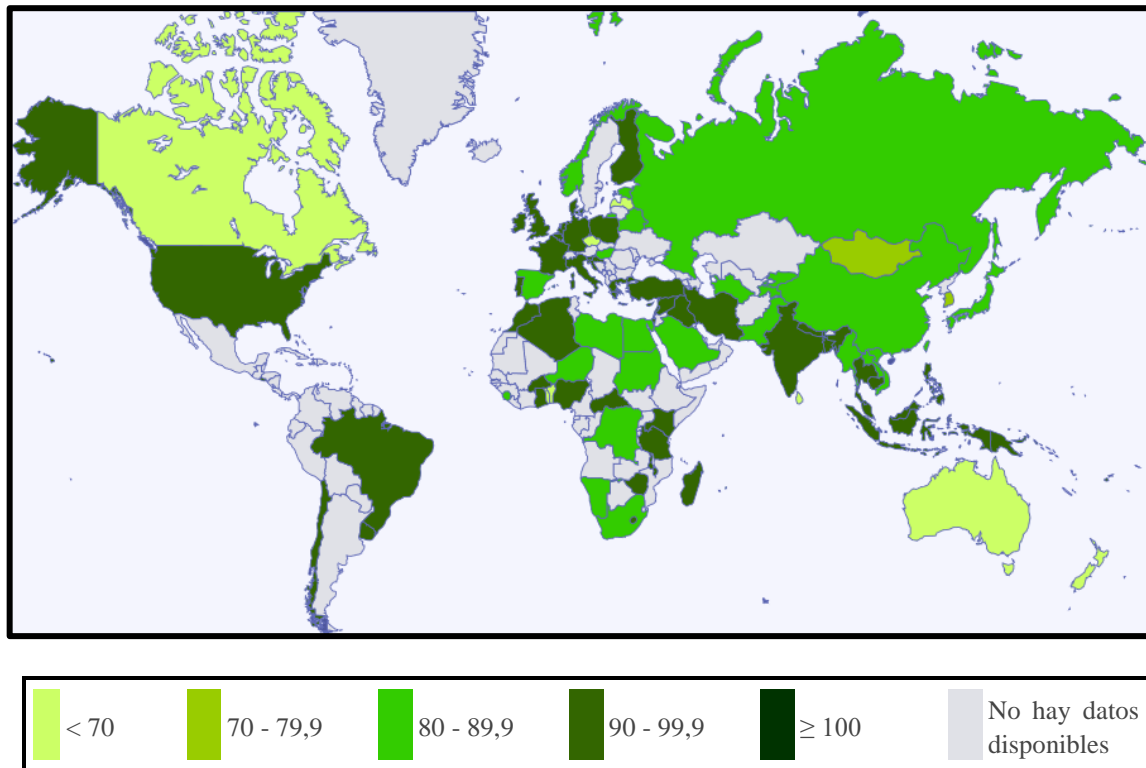 < 70
70 - 79,9
80 - 89,9
90 - 99,9
≥ 100
No hay datos
disponibles